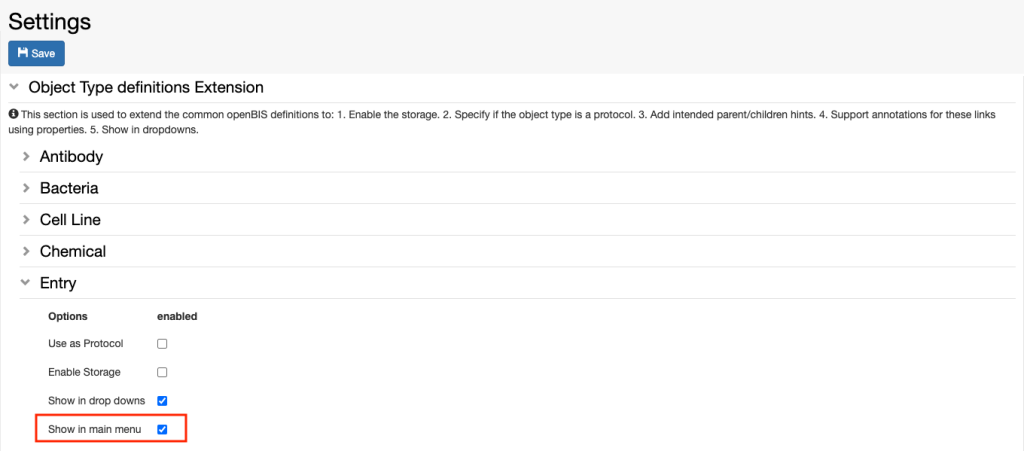 Settings
Save
Object Type definitions Extension
This section is used to extend the common openBIS definitions to: 1. Enable the storage. 2. Specify if the object type is a protocol. 3. Add intended parent/children hints. 4. Support annotations for these links
using properties. 5. Show in dropdowns.
Antibody
Bacteria
Cell Line
Chemical
Entry
Options enabled
Use as Protocol
Enable Storage
Show in drop downs
Show in main menu